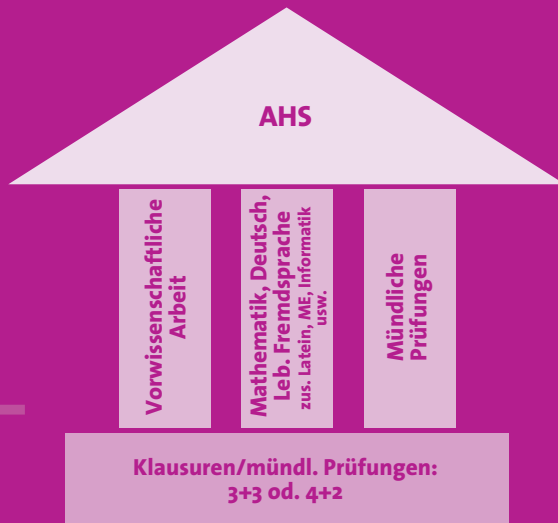 AHS
Vorwissenschaftliche
Arbeit
Mathematik, Deutsch,
Leb. Fremdsprache
zus. Latein, ME, Informatik
usw.
Mündliche
Prüfungen
Klausuren/mündl. Prüfungen:
3+3 od. 4+2